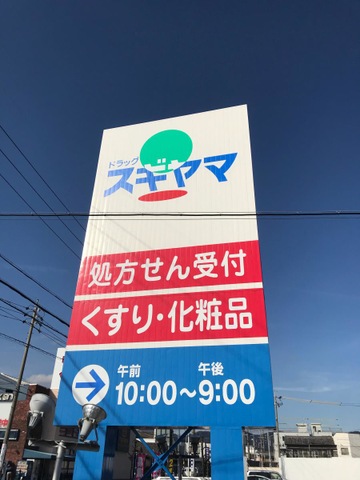 ドラッグ
スギヤマ
処方せん受付
くすり・化粧品
午前 午後
10:00〜9:00